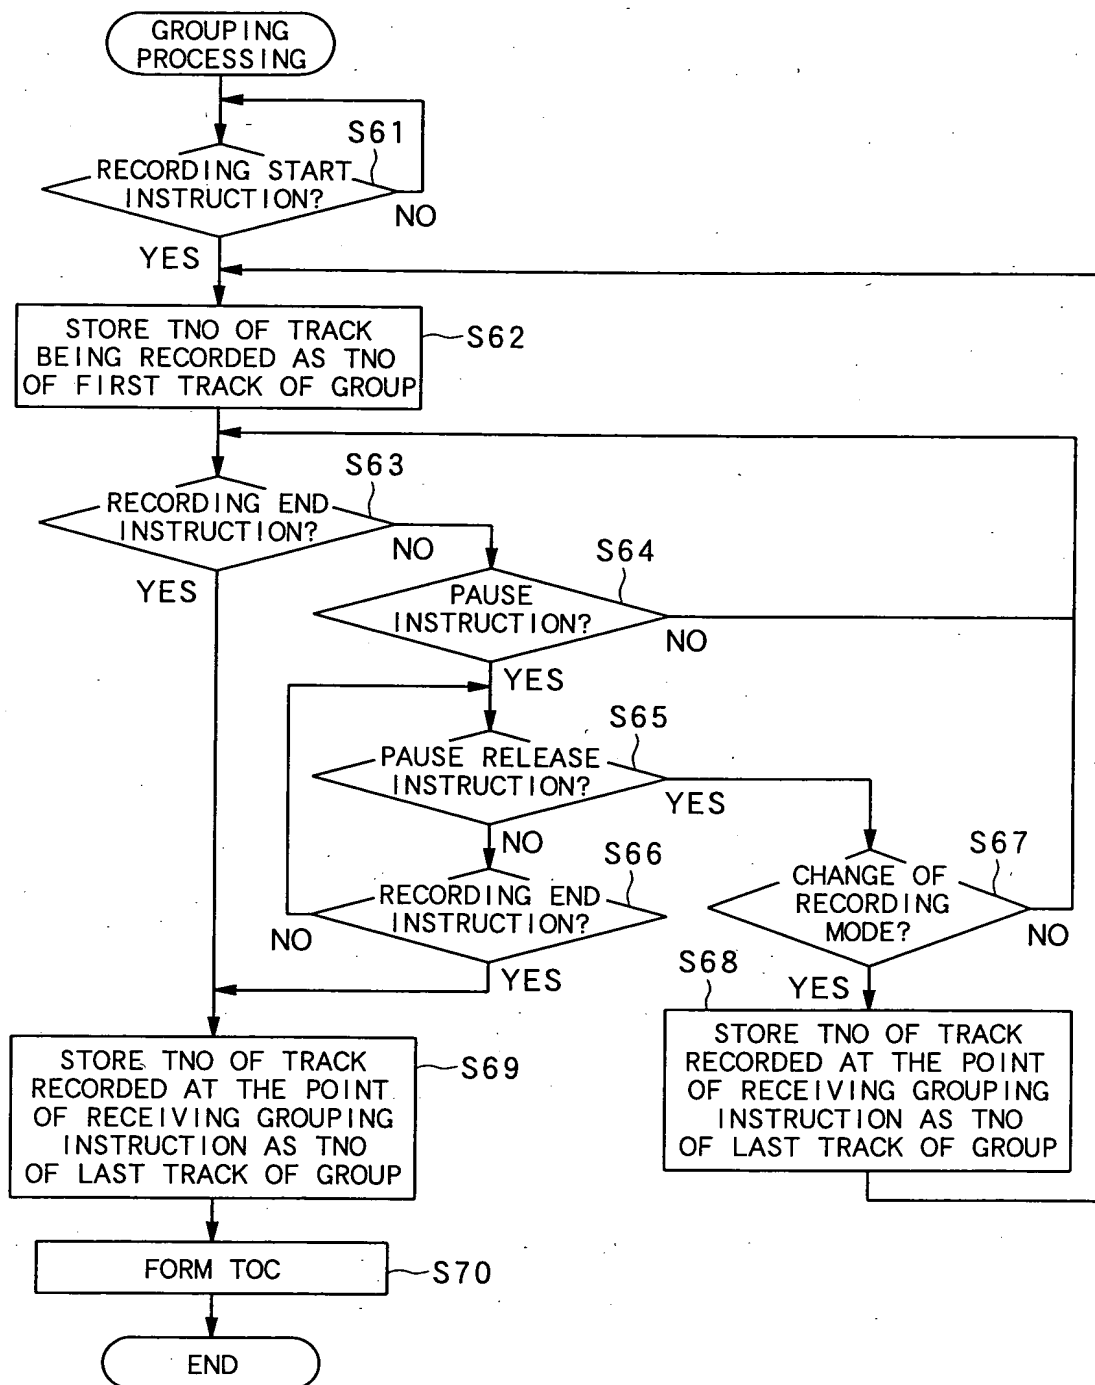 GROUPING
PROCESSING
S61
RECORDING START
INSTRUCTION?
NO
YES
STORE TNO OF TRACK
BEING RECORDED AS TNO
OF FIRST TRACK OF GROUP
S62
S63
RECORDING END
INSTRUCTION?
NO
YES
S64
PAUSE
INSTRUCTION?
NO
YES
S65
PAUSE RELEASE
INSTRUCTION?
YES
NO
S66
RECORDING END
INSTRUCTION?
NO
YES
S67
CHANGE OF
RECORDING
MODE?
NO
YES
S68
STORE TNO OF TRACK
RECORDED AT THE POINT
OF RECEIVING GROUPING
INSTRUCTION AS TNO
OF LAST TRACK OF GROUP
STORE TNO OF TRACK
RECORDED AT THE POINT
OF RECEIVING GROUPING
INSTRUCTION AS TNO
OF LAST TRACK OF GROUP
S69
FORM TOC
S70
END